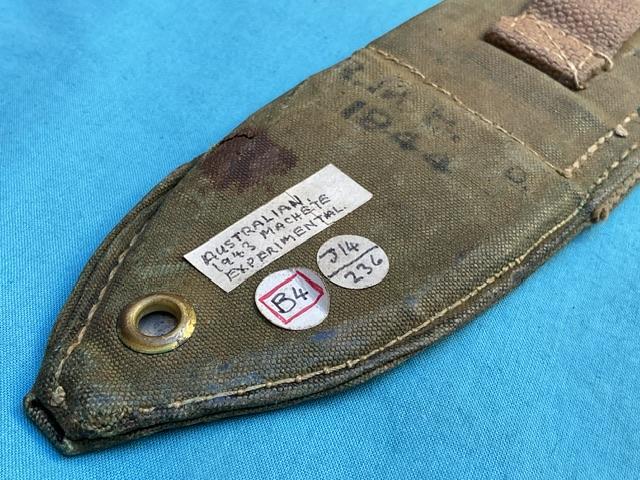 1944
AUSTRALIAN.
1943 MACHETE
EXPERIMENTAL.
J14
236
B4